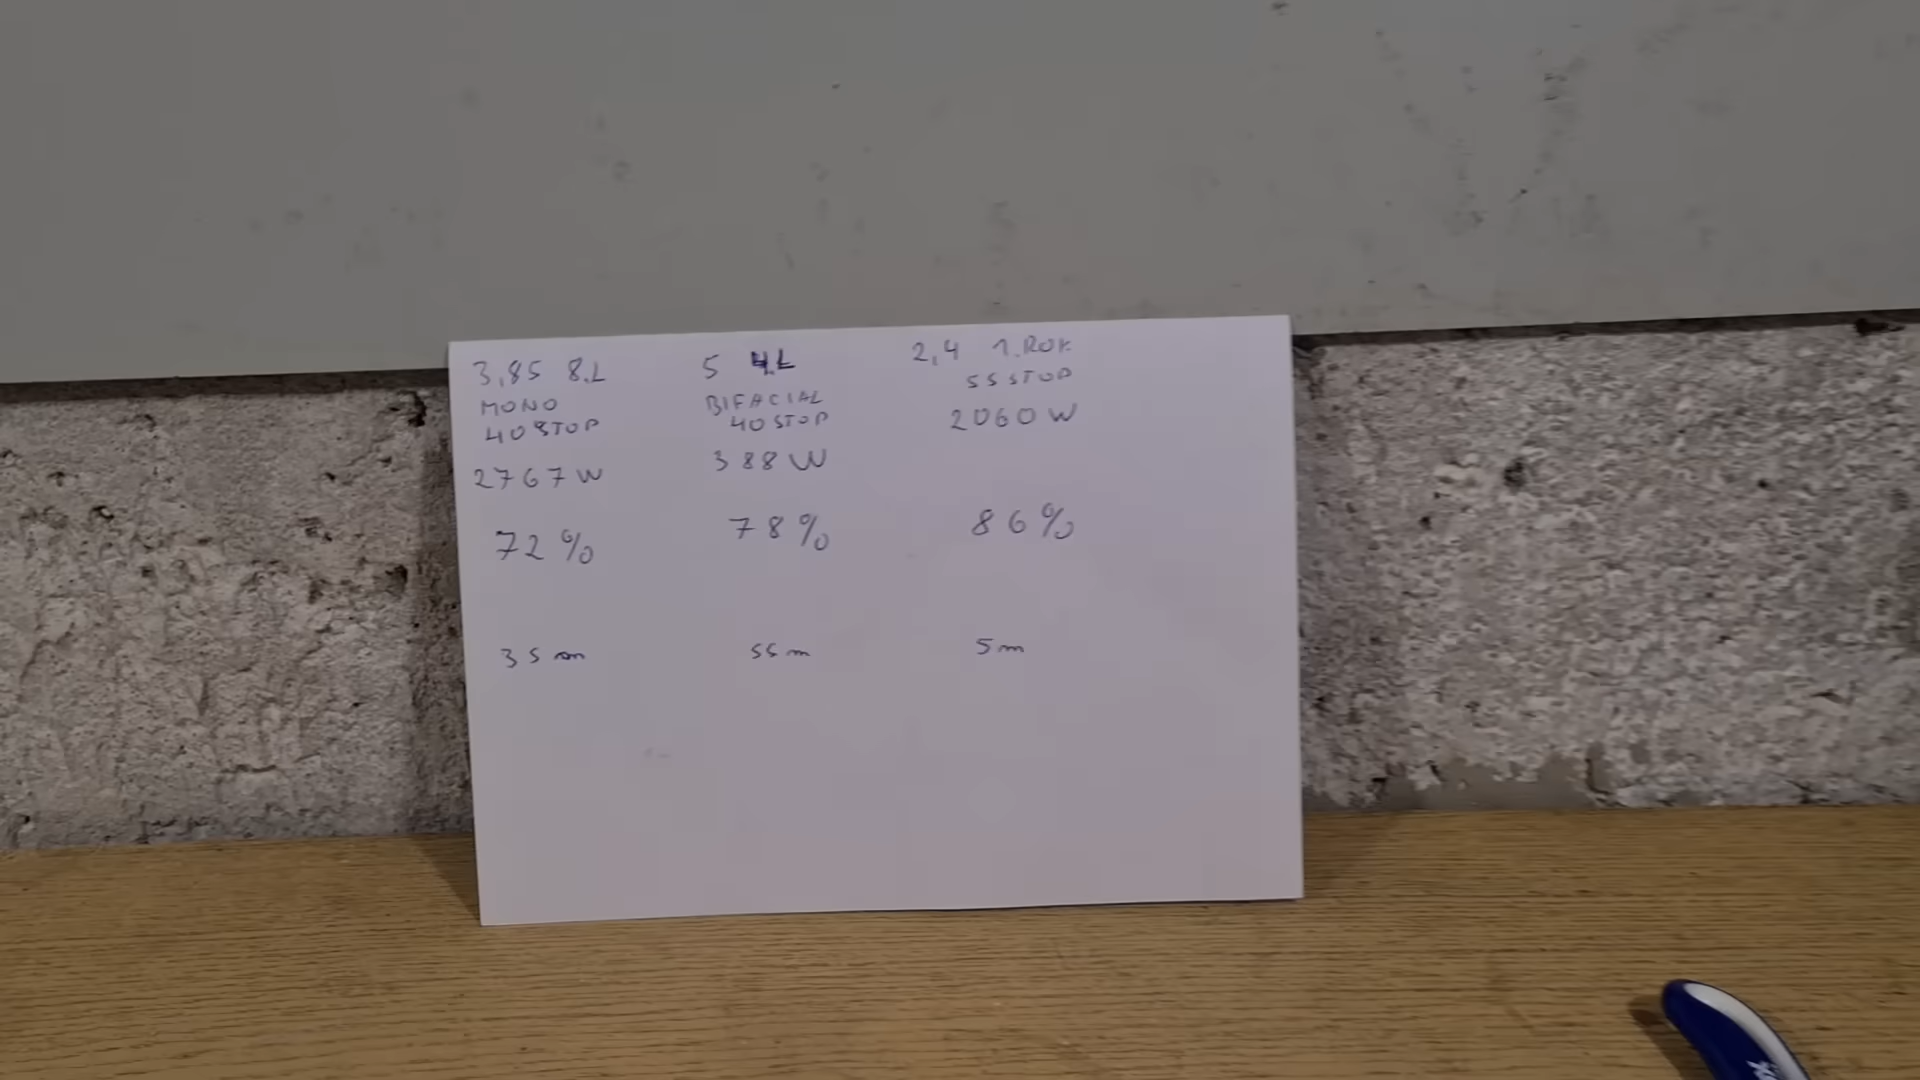 3,85 8.L
MONO
40 STOP
2767 W
72 %
35 m
5 4.L
BIFACIAL
40 STOP
388 W
78 %
55 m
2,4 1.ROK
55 STOP
2060 W
86 %
5 m